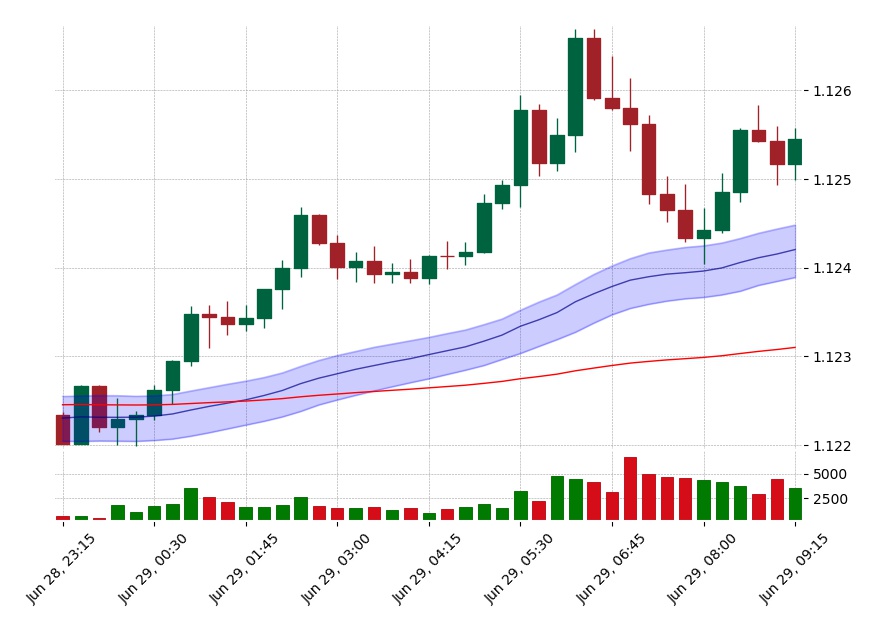 1.126
1.125
1.124
1.123
1.122
5000
2500
Jun 28, 23:15
Jun 29, 00:30
Jun 29, 01:45
Jun 29, 03:00
Jun 29, 04:15
Jun 29, 05:30
Jun 29, 06:45
Jun 29, 08:00
Jun 29, 09:15